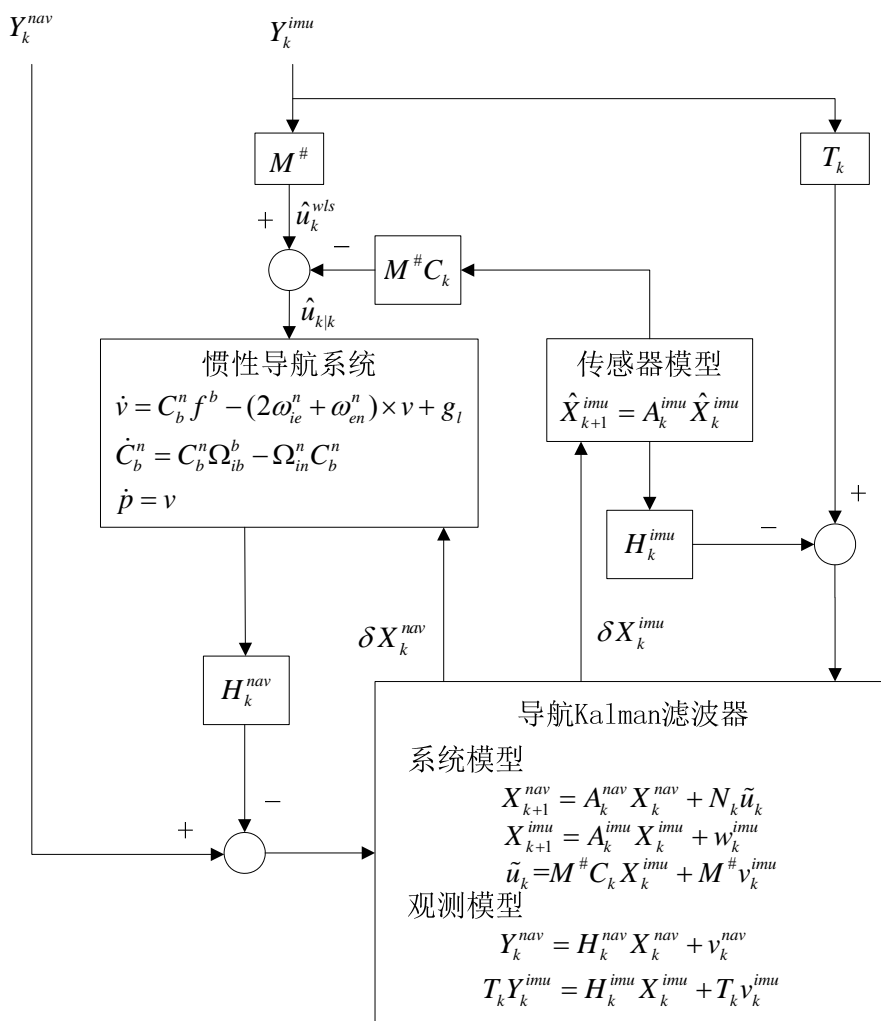 Y_k^{nav}
Y_k^{imu}
M^#
T_k
+
\hat{u}_k^{wls}
−
M^# C_k
\hat{u}_{k|k}
惯性导航系统
\dot{v} = C_b^n f^b − (2ω_{ie}^n + ω_{en}^n) × v + g_l
\dot{C}_b^n = C_b^n Ω_{ib}^b − Ω_{in}^n C_b^n
\dot{p} = v
传感器模型
\hat{X}_{k+1}^{imu} = A_k^{imu} \hat{X}_k^{imu}
+
−
H_k^{imu}
δX_k^{nav}
δX_k^{imu}
H_k^{nav}
−
+
导航Kalman滤波器
系统模型
X_{k+1}^{nav} = A_k^{nav} X_k^{nav} + N_k \tilde{u}_k
X_{k+1}^{imu} = A_k^{imu} X_k^{imu} + w_k^{imu}
\tilde{u}_k = M^# C_k X_k^{imu} + M^# v_k^{imu}
观测模型
Y_k^{nav} = H_k^{nav} X_k^{nav} + v_k^{nav}
T_k Y_k^{imu} = H_k^{imu} X_k^{imu} + T_k v_k^{imu}